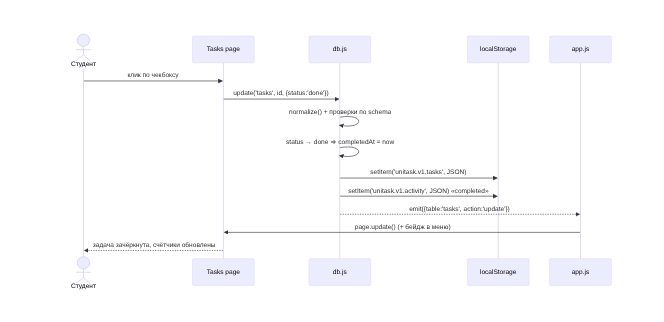 Tasks page
db.js
localStorage
app.js
Студент
клик по чекбоксу
update('tasks', id, {status:'done'})
normalize() + проверки по schema
status → done ⇒ completedAt = now
setItem('unitask.v1.tasks', JSON)
setItem('unitask.v1.activity', JSON) «completed»
emit({table:'tasks', action:'update'})
page.update() (+ бейдж в меню)
задача зачёркнута, счётчики обновлены
Tasks page
db.js
localStorage
app.js
Студент